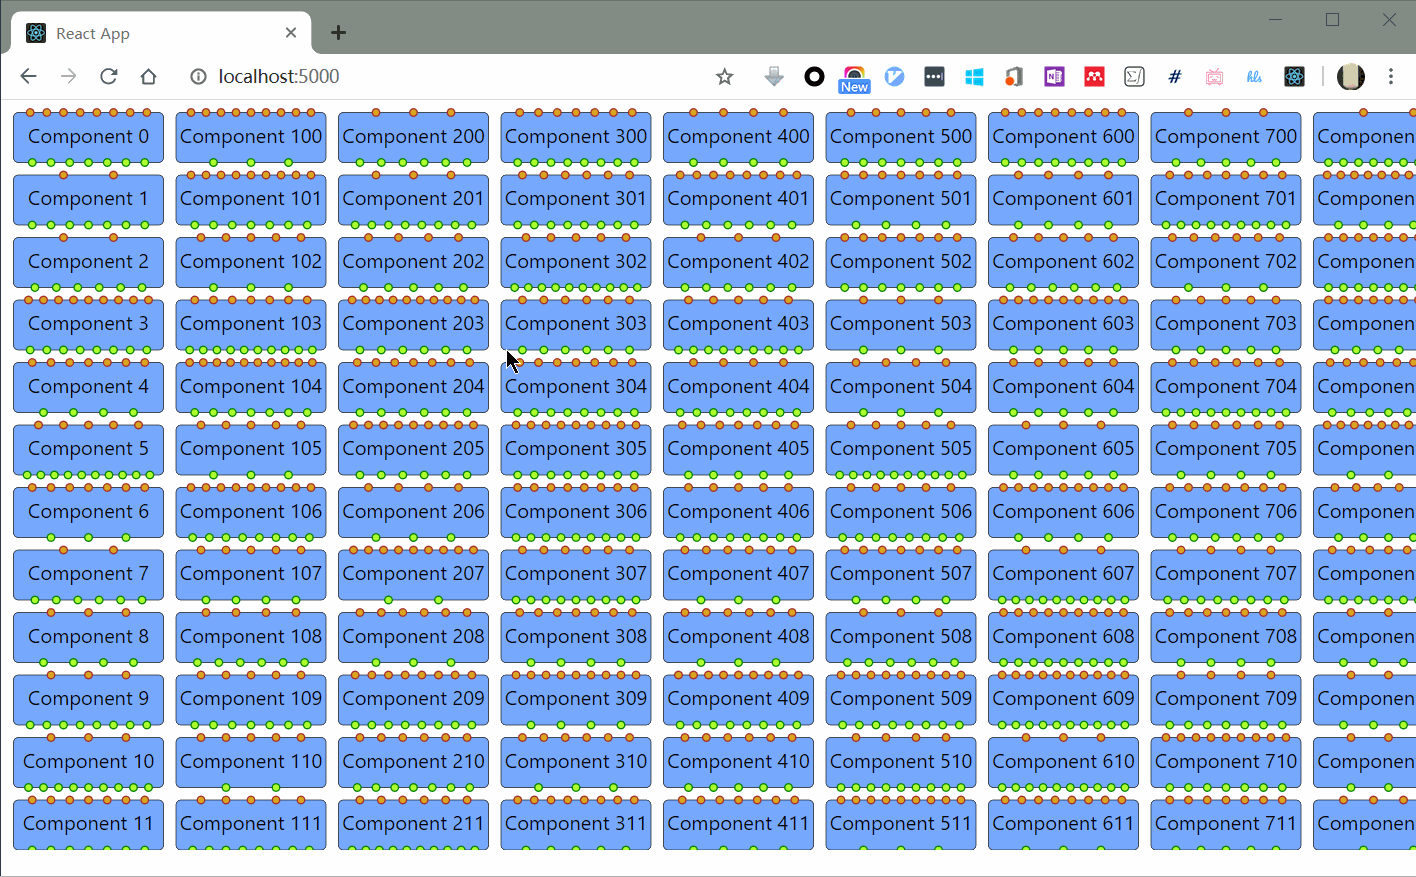 React App
localhost:5000
New
Σ∫
#
hls
Component 0 Component 100 Component 200 Component 300 Component 400 Component 500 Component 600 Component 700 Componen
Component 1 Component 101 Component 201 Component 301 Component 401 Component 501 Component 601 Component 701 Componen
Component 2 Component 102 Component 202 Component 302 Component 402 Component 502 Component 602 Component 702 Componen
Component 3 Component 103 Component 203 Component 303 Component 403 Component 503 Component 603 Component 703 Componen
Component 4 Component 104 Component 204 Component 304 Component 404 Component 504 Component 604 Component 704 Componen
Component 5 Component 105 Component 205 Component 305 Component 405 Component 505 Component 605 Component 705 Componen
Component 6 Component 106 Component 206 Component 306 Component 406 Component 506 Component 606 Component 706 Componen
Component 7 Component 107 Component 207 Component 307 Component 407 Component 507 Component 607 Component 707 Componen
Component 8 Component 108 Component 208 Component 308 Component 408 Component 508 Component 608 Component 708 Componen
Component 9 Component 109 Component 209 Component 309 Component 409 Component 509 Component 609 Component 709 Componen
Component 10 Component 110 Component 210 Component 310 Component 410 Component 510 Component 610 Component 710 Componen
Component 11 Component 111 Component 211 Component 311 Component 411 Component 511 Component 611 Component 711 Componen